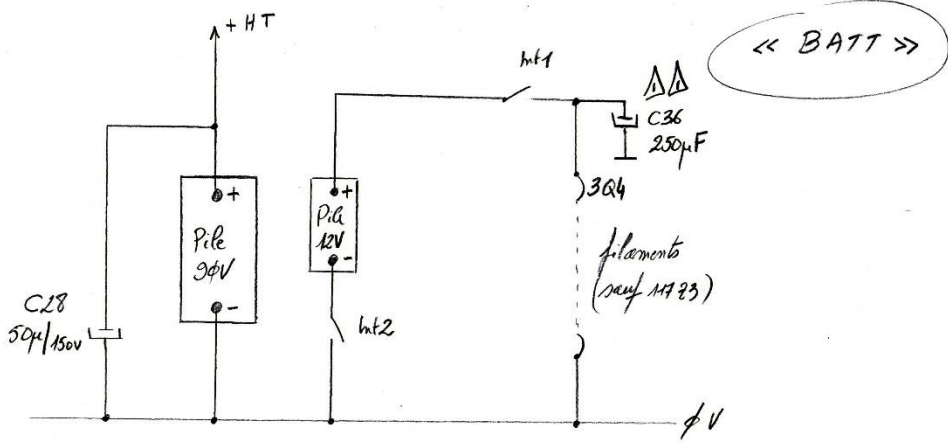 + HT
<< BATT >>
Int1
C36
250µF
+
Pile
90V
-
+
Pile
12V
-
3Q4
filaments
(sauf 117Z3)
C28
50µ/150V
Int2
0V